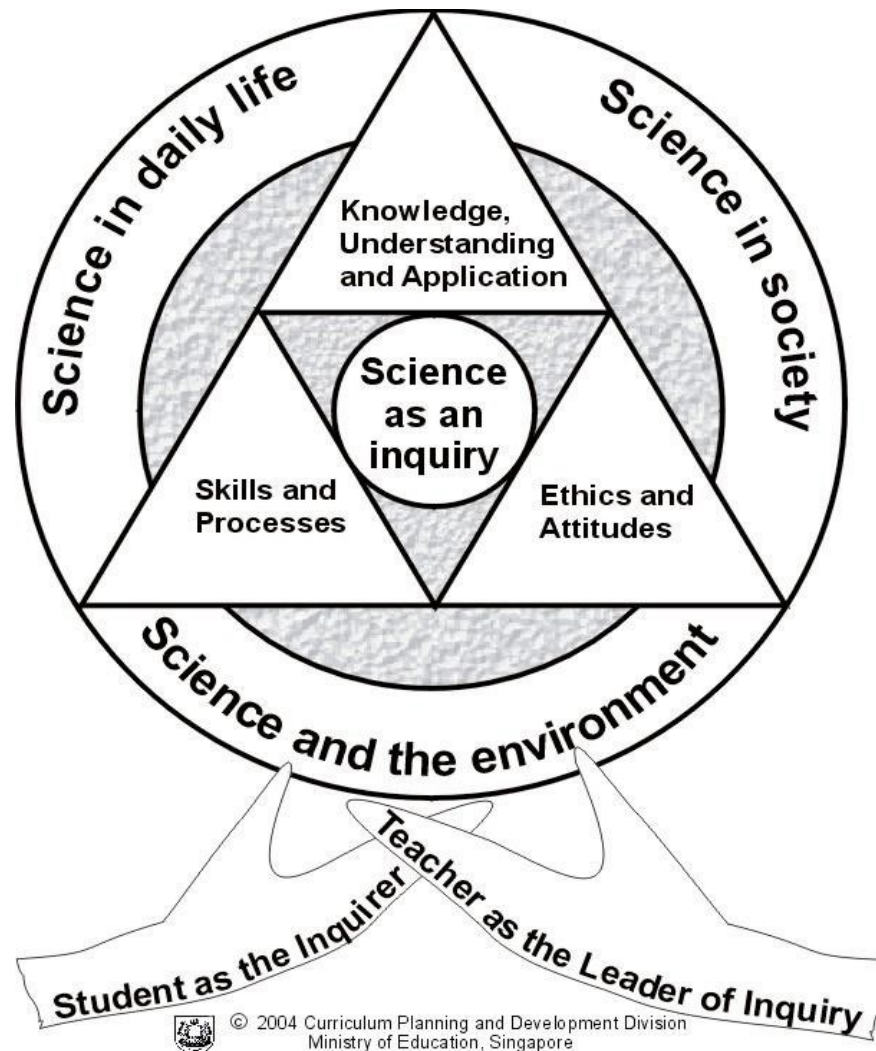 Science in daily life
Science in society
Knowledge,
Understanding
and Application
Science
as an
inquiry
Skills and
Processes
Ethics and
Attitudes
Science and the environment
Student as the Inquirer
Teacher as the Leader of Inquiry
© 2004 Curriculum Planning and Development Division
Ministry of Education, Singapore